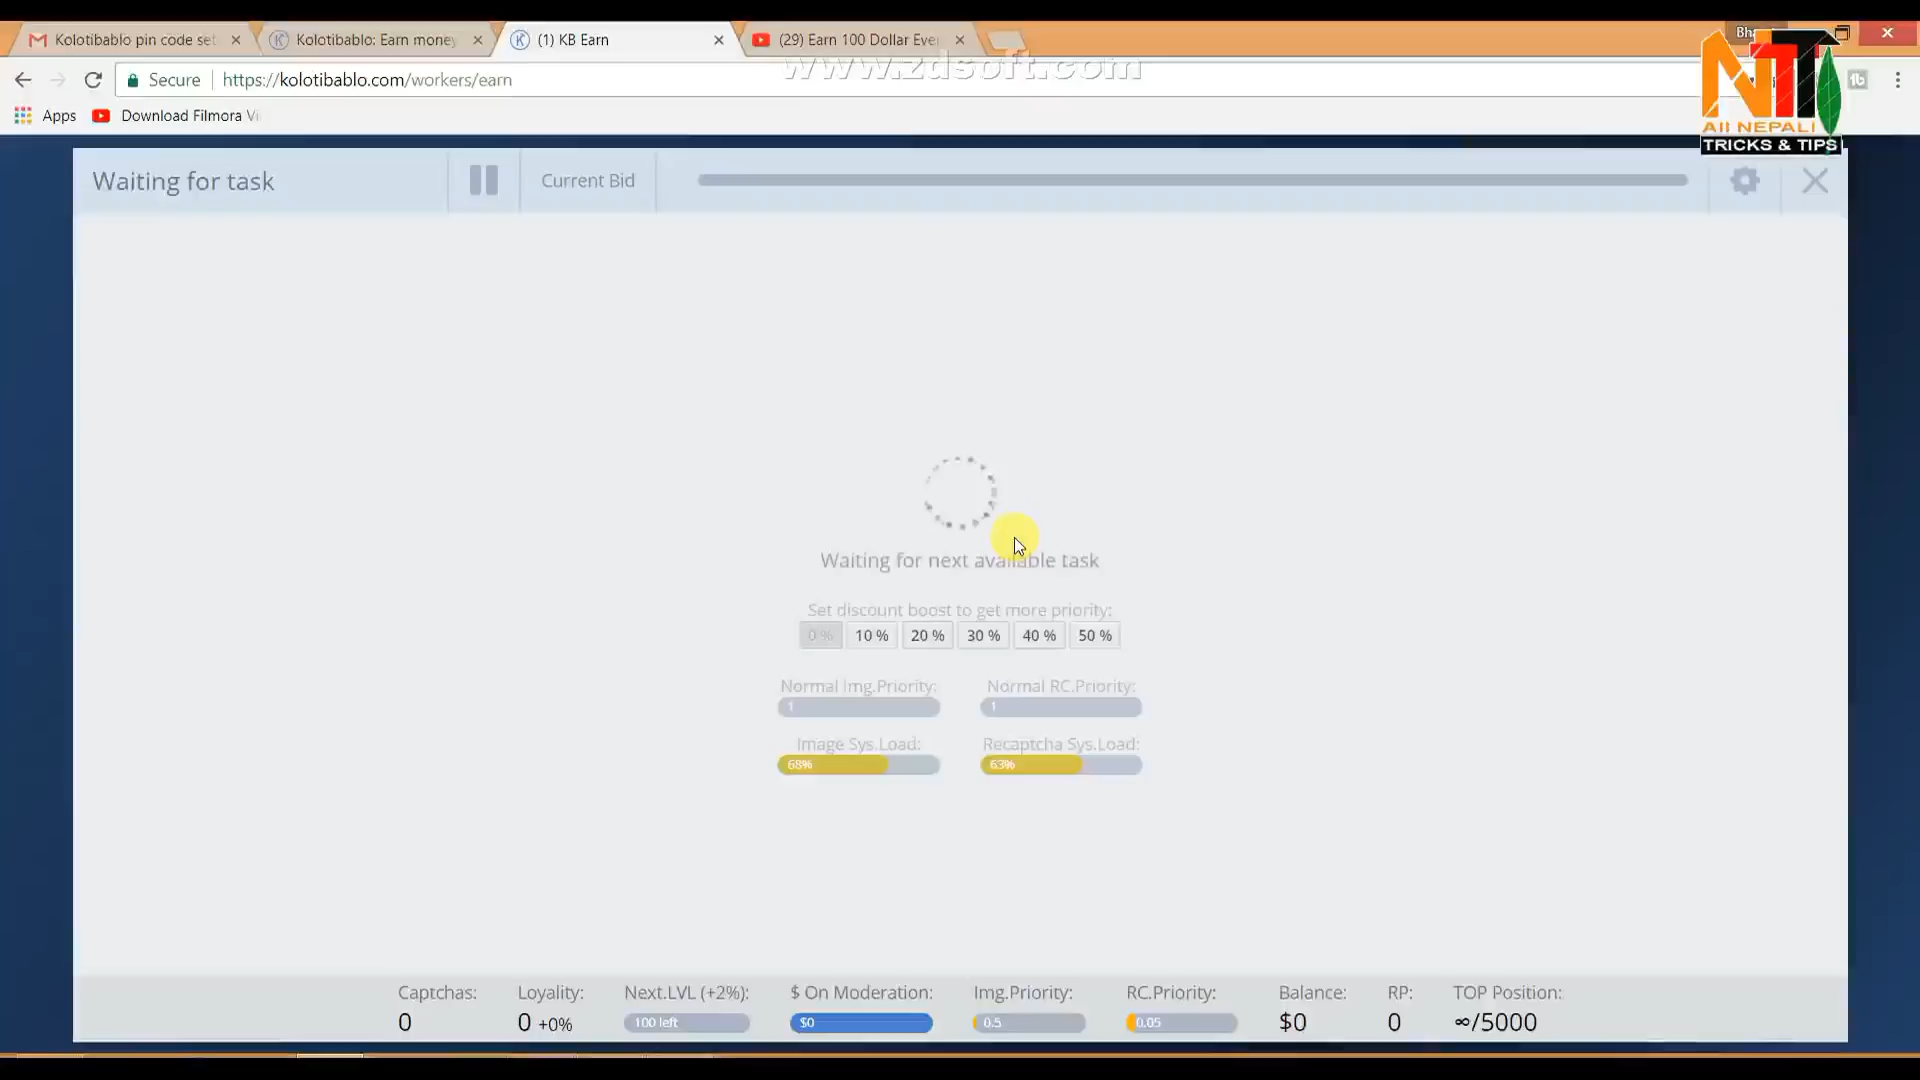 Kolotibablo pin code set
Kolotibablo: Earn money
(1) KB Earn
(29) Earn 100 Dollar Eve
www.zdsoft.com
Secure
https://kolotibablo.com/workers/earn
Apps
Download Filmora Vi
NTT
All NEPALI
TRICKS & TIPS
Waiting for task
Current Bid
Waiting for next available task
Set discount boost to get more priority:
0 % 10 % 20 % 30 % 40 % 50 %
Normal Img.Priority: Normal RC.Priority:
1 1
Image Sys.Load: Recaptcha Sys.Load:
68% 63%
Captchas: Loyality: Next.LVL (+2%): $ On Moderation: Img.Priority: RC.Priority: Balance: RP: TOP Position:
0 0 +0% 100 left $0 0.5 0.05 $0 0 ∞/5000